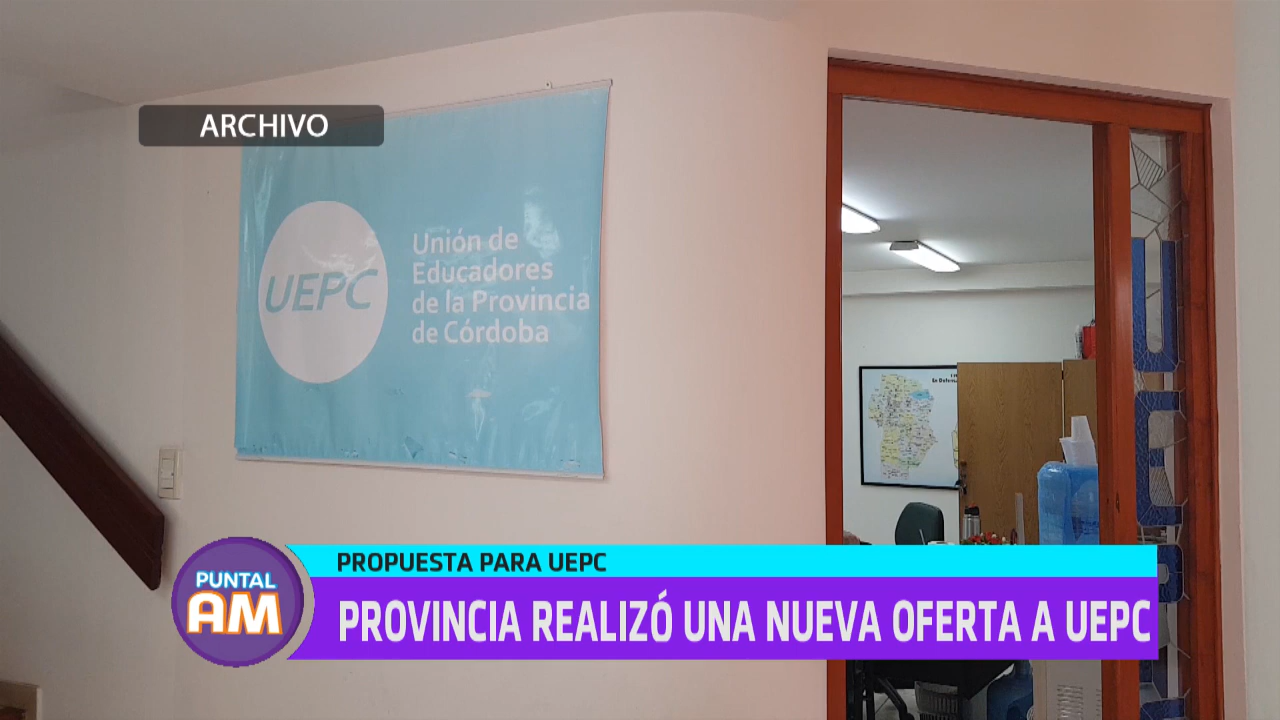 ARCHIVO
UEPC
Unión de
Educadores
de la Provincia
de Córdoba
UEPC
PUNTAL
AM
PROPUESTA PARA UEPC
PROVINCIA REALIZÓ UNA NUEVA OFERTA A UEPC